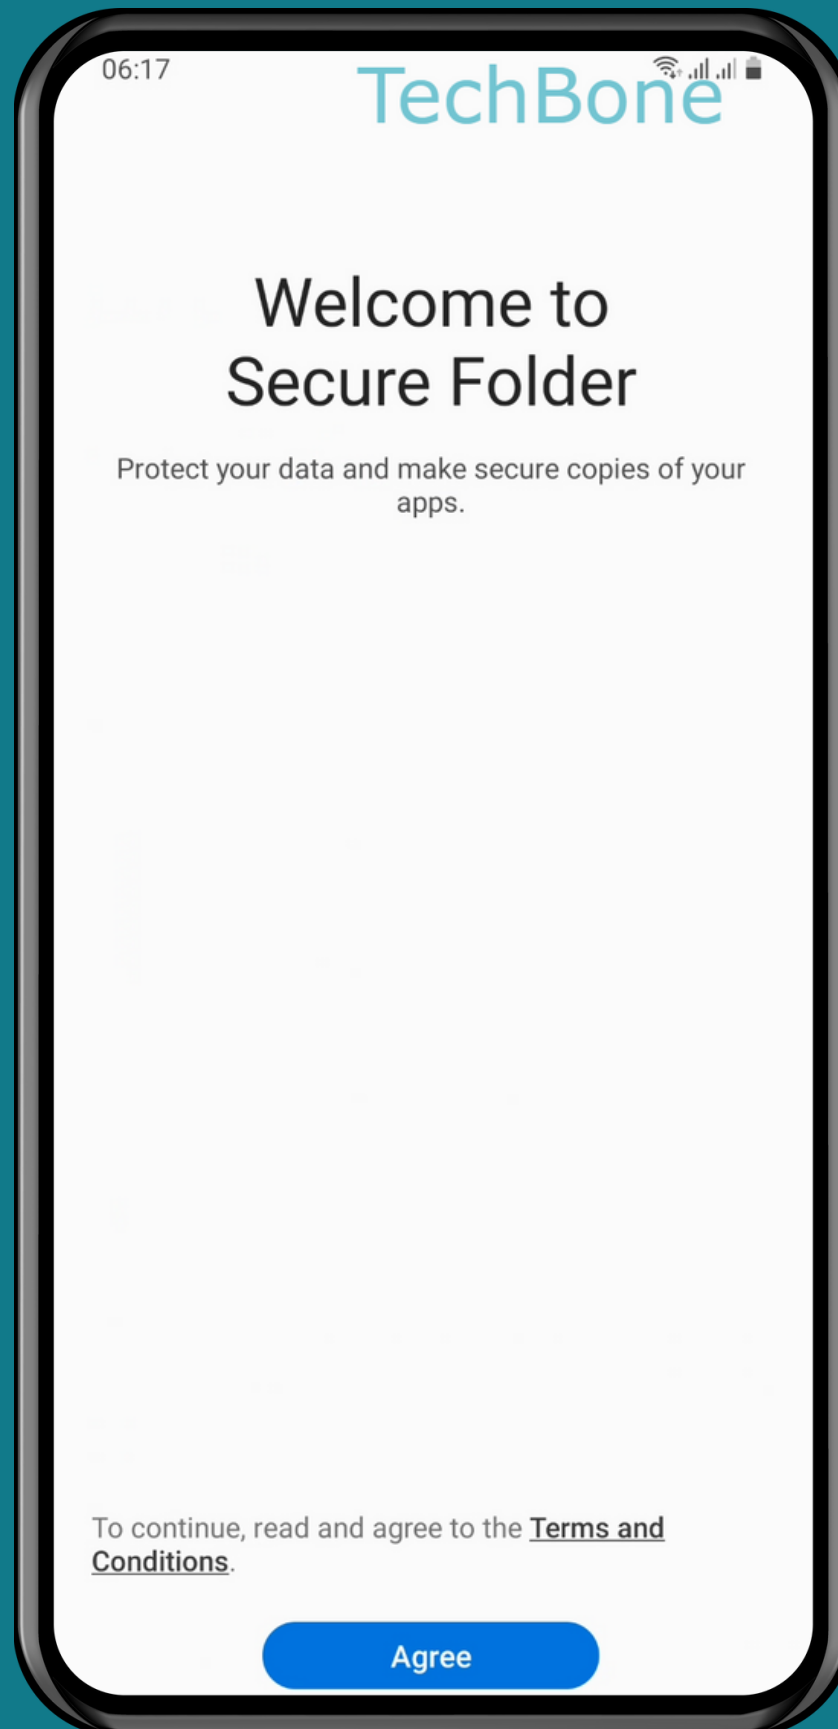 06:17
TechBone
Welcome to
Secure Folder
Protect your data and make secure copies of your
apps.
To continue, read and agree to the Terms and
Conditions.
Agree